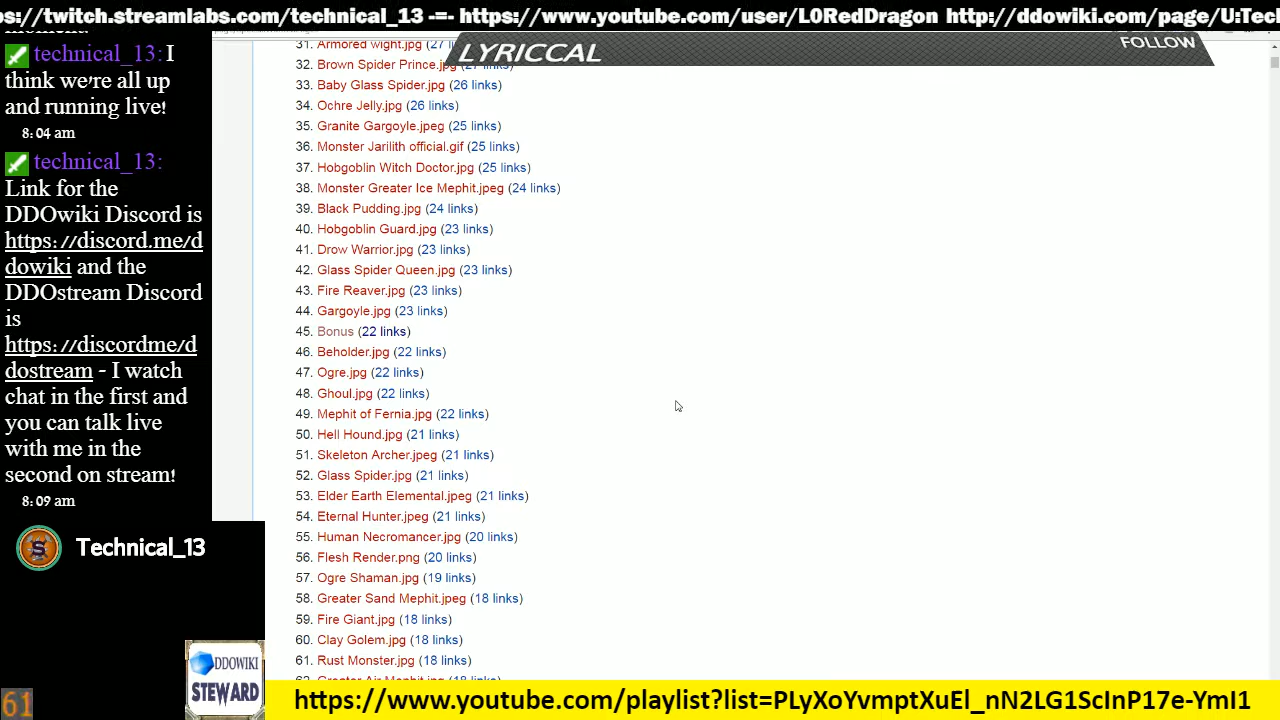 ps://twitch.streamlabs.com/technical_13 -=- https://www.youtube.com/user/L0RedDragon http://ddowiki.com/page/U:Tec
LYRICCAL
FOLLOW
technical_13: I
think we're all up
and running live!
8:04 am
technical_13:
Link for the
DDOwiki Discord is
https://discord.me/d
dowiki and the
DDOstream Discord
is
https://discordme/d
dostream - I watch
chat in the first and
you can talk live
with me in the
second on stream!
8:09 am
Technical_13
DDOWIKI
STEWARD
61
31. Armored wight.jpg (27 li
32. Brown Spider Prince.jpg (27 links)
33. Baby Glass Spider.jpg (26 links)
34. Ochre Jelly.jpg (26 links)
35. Granite Gargoyle.jpeg (25 links)
36. Monster Jarilith official.gif (25 links)
37. Hobgoblin Witch Doctor.jpg (25 links)
38. Monster Greater Ice Mephit.jpeg (24 links)
39. Black Pudding.jpg (24 links)
40. Hobgoblin Guard.jpg (23 links)
41. Drow Warrior.jpg (23 links)
42. Glass Spider Queen.jpg (23 links)
43. Fire Reaver.jpg (23 links)
44. Gargoyle.jpg (23 links)
45. Bonus (22 links)
46. Beholder.jpg (22 links)
47. Ogre.jpg (22 links)
48. Ghoul.jpg (22 links)
49. Mephit of Fernia.jpg (22 links)
50. Hell Hound.jpg (21 links)
51. Skeleton Archer.jpeg (21 links)
52. Glass Spider.jpg (21 links)
53. Elder Earth Elemental.jpeg (21 links)
54. Eternal Hunter.jpeg (21 links)
55. Human Necromancer.jpg (20 links)
56. Flesh Render.png (20 links)
57. Ogre Shaman.jpg (19 links)
58. Greater Sand Mephit.jpeg (18 links)
59. Fire Giant.jpg (18 links)
60. Clay Golem.jpg (18 links)
61. Rust Monster.jpg (18 links)
62. Greater Air Mephit.jpg (18 links)
https://www.youtube.com/playlist?list=PLyXoYvmptXuEl_nN2LG1ScInP17e-YmI1